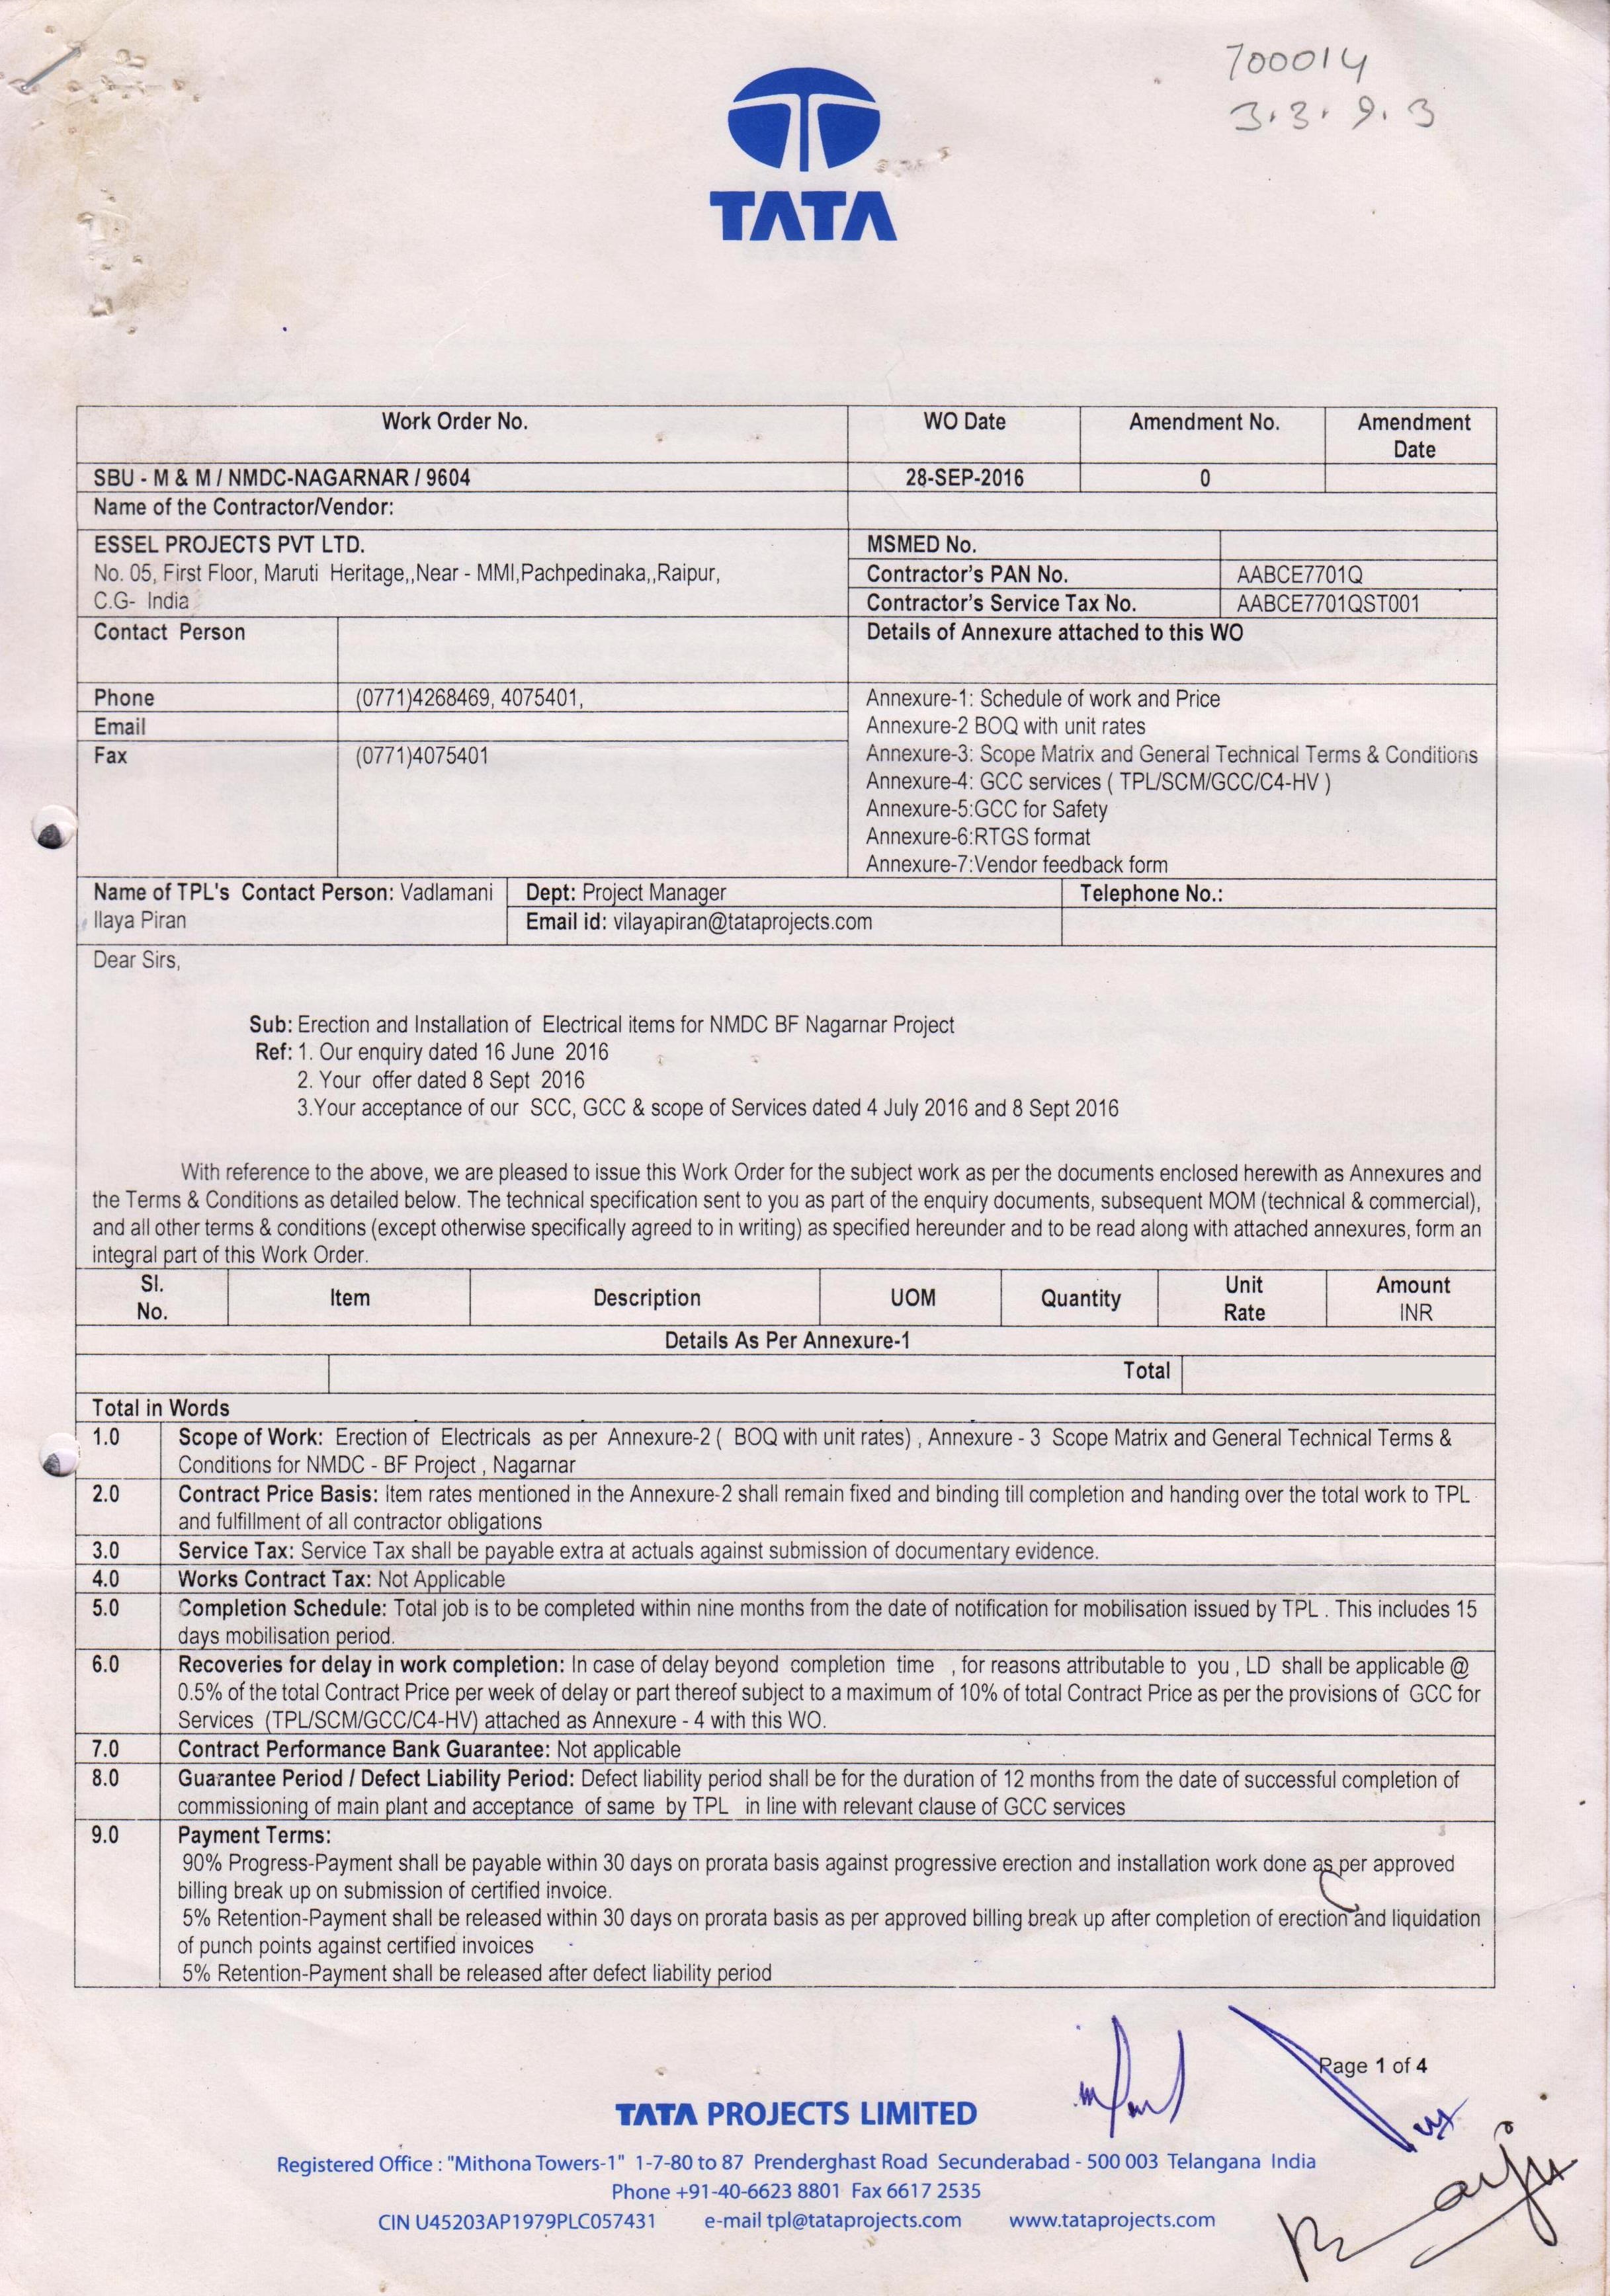 700014
3.3.9.3
TATA
Work Order No. WO Date Amendment No. Amendment
Date
SBU - M & M / NMDC-NAGARNAR / 9604 28-SEP-2016 0
Name of the Contractor/Vendor:
ESSEL PROJECTS PVT LTD. MSMED No.
No. 05, First Floor, Maruti Heritage,,Near - MMI,Pachpedinaka,,Raipur, Contractor's PAN No. AABCE7701Q
C.G- India Contractor's Service Tax No. AABCE7701QST001
Contact Person Details of Annexure attached to this WO
Phone (0771)4268469, 4075401, Annexure-1: Schedule of work and Price
Email Annexure-2 BOQ with unit rates
Fax (0771)4075401 Annexure-3: Scope Matrix and General Technical Terms & Conditions
Annexure-4: GCC services ( TPL/SCM/GCC/C4-HV )
Annexure-5:GCC for Safety
Annexure-6:RTGS format
Annexure-7:Vendor feedback form
Name of TPL's Contact Person: Vadlamani Dept: Project Manager Telephone No.:
Ilaya Piran Email id: vilayapiran@tataprojects.com
Dear Sirs,
Sub: Erection and Installation of Electrical items for NMDC BF Nagarnar Project
Ref: 1. Our enquiry dated 16 June 2016
2. Your offer dated 8 Sept 2016
3.Your acceptance of our SCC, GCC & scope of Services dated 4 July 2016 and 8 Sept 2016
With reference to the above, we are pleased to issue this Work Order for the subject work as per the documents enclosed herewith as Annexures and
the Terms & Conditions as detailed below. The technical specification sent to you as part of the enquiry documents, subsequent MOM (technical & commercial),
and all other terms & conditions (except otherwise specifically agreed to in writing) as specified hereunder and to be read along with attached annexures, form an
integral part of this Work Order.
Sl. Item Description UOM Quantity Unit Amount
No. Rate INR
Details As Per Annexure-1
Total
Total in Words
1.0 Scope of Work: Erection of Electricals as per Annexure-2 ( BOQ with unit rates) , Annexure - 3 Scope Matrix and General Technical Terms &
Conditions for NMDC - BF Project , Nagarnar
2.0 Contract Price Basis: Item rates mentioned in the Annexure-2 shall remain fixed and binding till completion and handing over the total work to TPL
and fulfillment of all contractor obligations
3.0 Service Tax: Service Tax shall be payable extra at actuals against submission of documentary evidence.
4.0 Works Contract Tax: Not Applicable
5.0 Completion Schedule: Total job is to be completed within nine months from the date of notification for mobilisation issued by TPL . This includes 15
days mobilisation period.
6.0 Recoveries for delay in work completion: In case of delay beyond completion time , for reasons attributable to you , LD shall be applicable @
0.5% of the total Contract Price per week of delay or part thereof subject to a maximum of 10% of total Contract Price as per the provisions of GCC for
Services (TPL/SCM/GCC/C4-HV) attached as Annexure - 4 with this WO.
7.0 Contract Performance Bank Guarantee: Not applicable
8.0 Guarantee Period / Defect Liability Period: Defect liability period shall be for the duration of 12 months from the date of successful completion of
commissioning of main plant and acceptance of same by TPL in line with relevant clause of GCC services
9.0 Payment Terms:
90% Progress-Payment shall be payable within 30 days on prorata basis against progressive erection and installation work done as per approved
billing break up on submission of certified invoice.
5% Retention-Payment shall be released within 30 days on prorata basis as per approved billing break up after completion of erection and liquidation
of punch points against certified invoices
5% Retention-Payment shall be released after defect liability period
Page 1 of 4
TATA PROJECTS LIMITED
Registered Office : "Mithona Towers-1" 1-7-80 to 87 Prenderghast Road Secunderabad - 500 003 Telangana India
Phone +91-40-6623 8801 Fax 6617 2535
CIN U45203AP1979PLC057431 e-mail tpl@tataprojects.com www.tataprojects.com